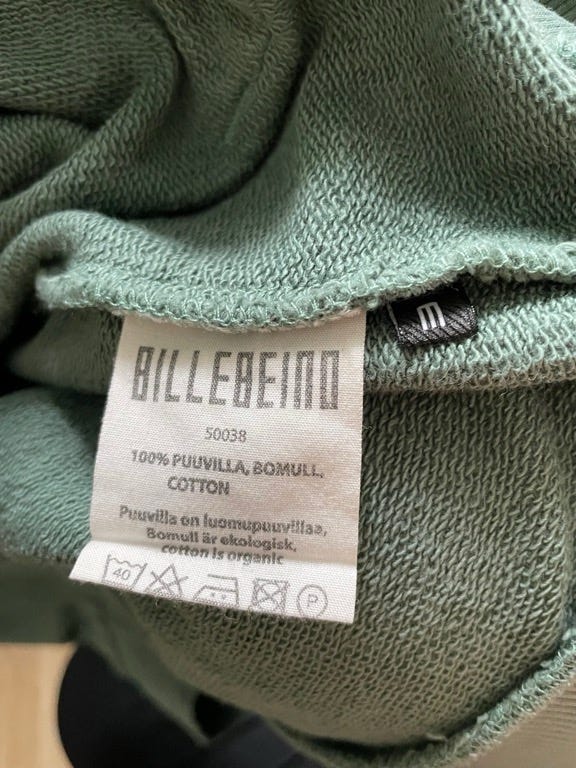 BILLEBEINO
50038
100% PUUVILLA, BOMULL,
COTTON
Puuvilla on luomupuuvillaa,
Bomull är ekologisk,
cotton is organic
40
P